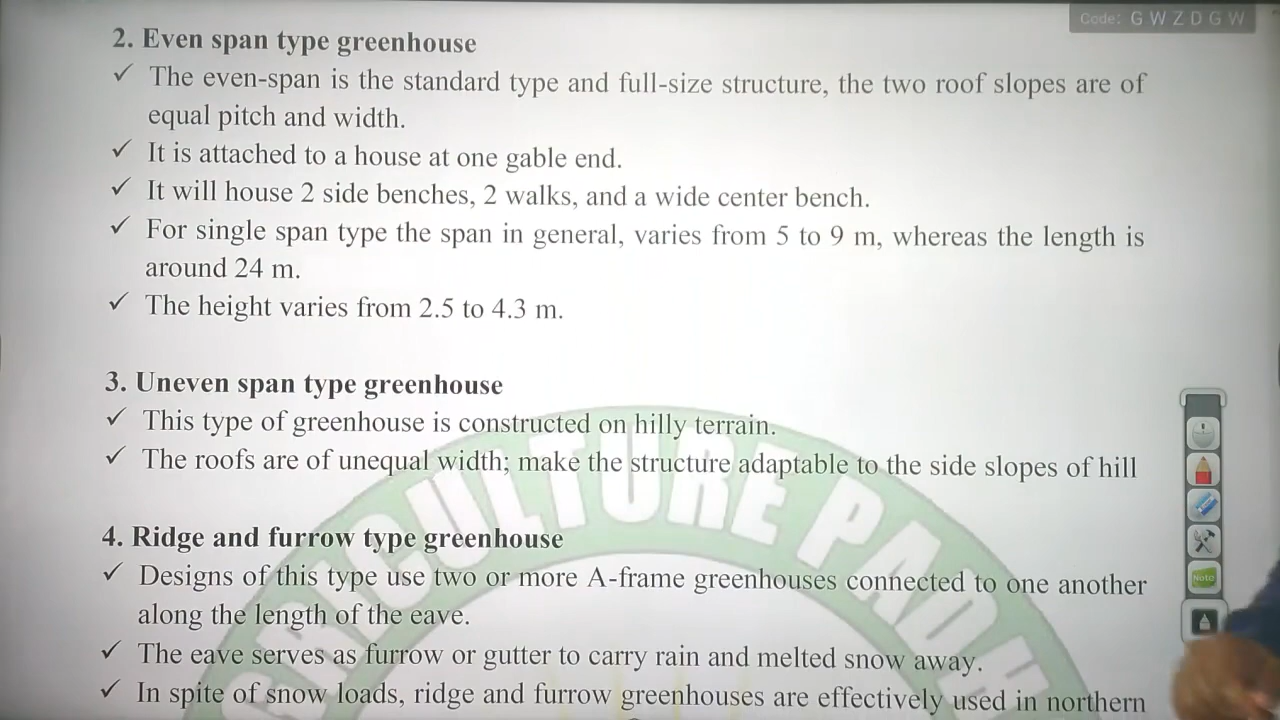 Code: G W Z D G W
2. Even span type greenhouse
✓ The even-span is the standard type and full-size structure, the two roof slopes are of
equal pitch and width.
✓ It is attached to a house at one gable end.
✓ It will house 2 side benches, 2 walks, and a wide center bench.
✓ For single span type the span in general, varies from 5 to 9 m, whereas the length is
around 24 m.
✓ The height varies from 2.5 to 4.3 m.
3. Uneven span type greenhouse
✓ This type of greenhouse is constructed on hilly terrain.
✓ The roofs are of unequal width; make the structure adaptable to the side slopes of hill
4. Ridge and furrow type greenhouse
✓ Designs of this type use two or more A-frame greenhouses connected to one another
along the length of the eave.
✓ The eave serves as furrow or gutter to carry rain and melted snow away.
✓ In spite of snow loads, ridge and furrow greenhouses are effectively used in northern
GRICULTURE PADH
Note